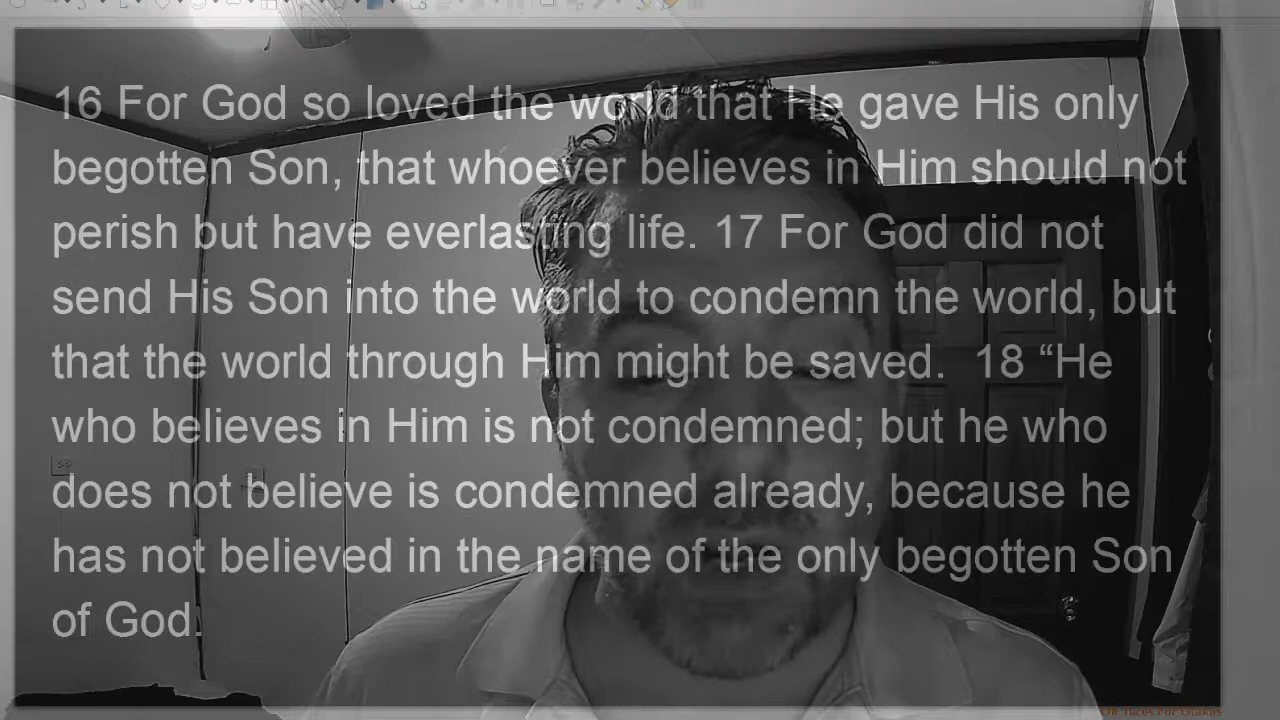 16 For God so loved the world that He gave His only
begotten Son, that whoever believes in Him should not
perish but have everlasting life. 17 For God did not
send His Son into the world to condemn the world, but
that the world through Him might be saved.  18 “He
who believes in Him is not condemned; but he who
does not believe is condemned already, because he
has not believed in the name of the only begotten Son
of God.